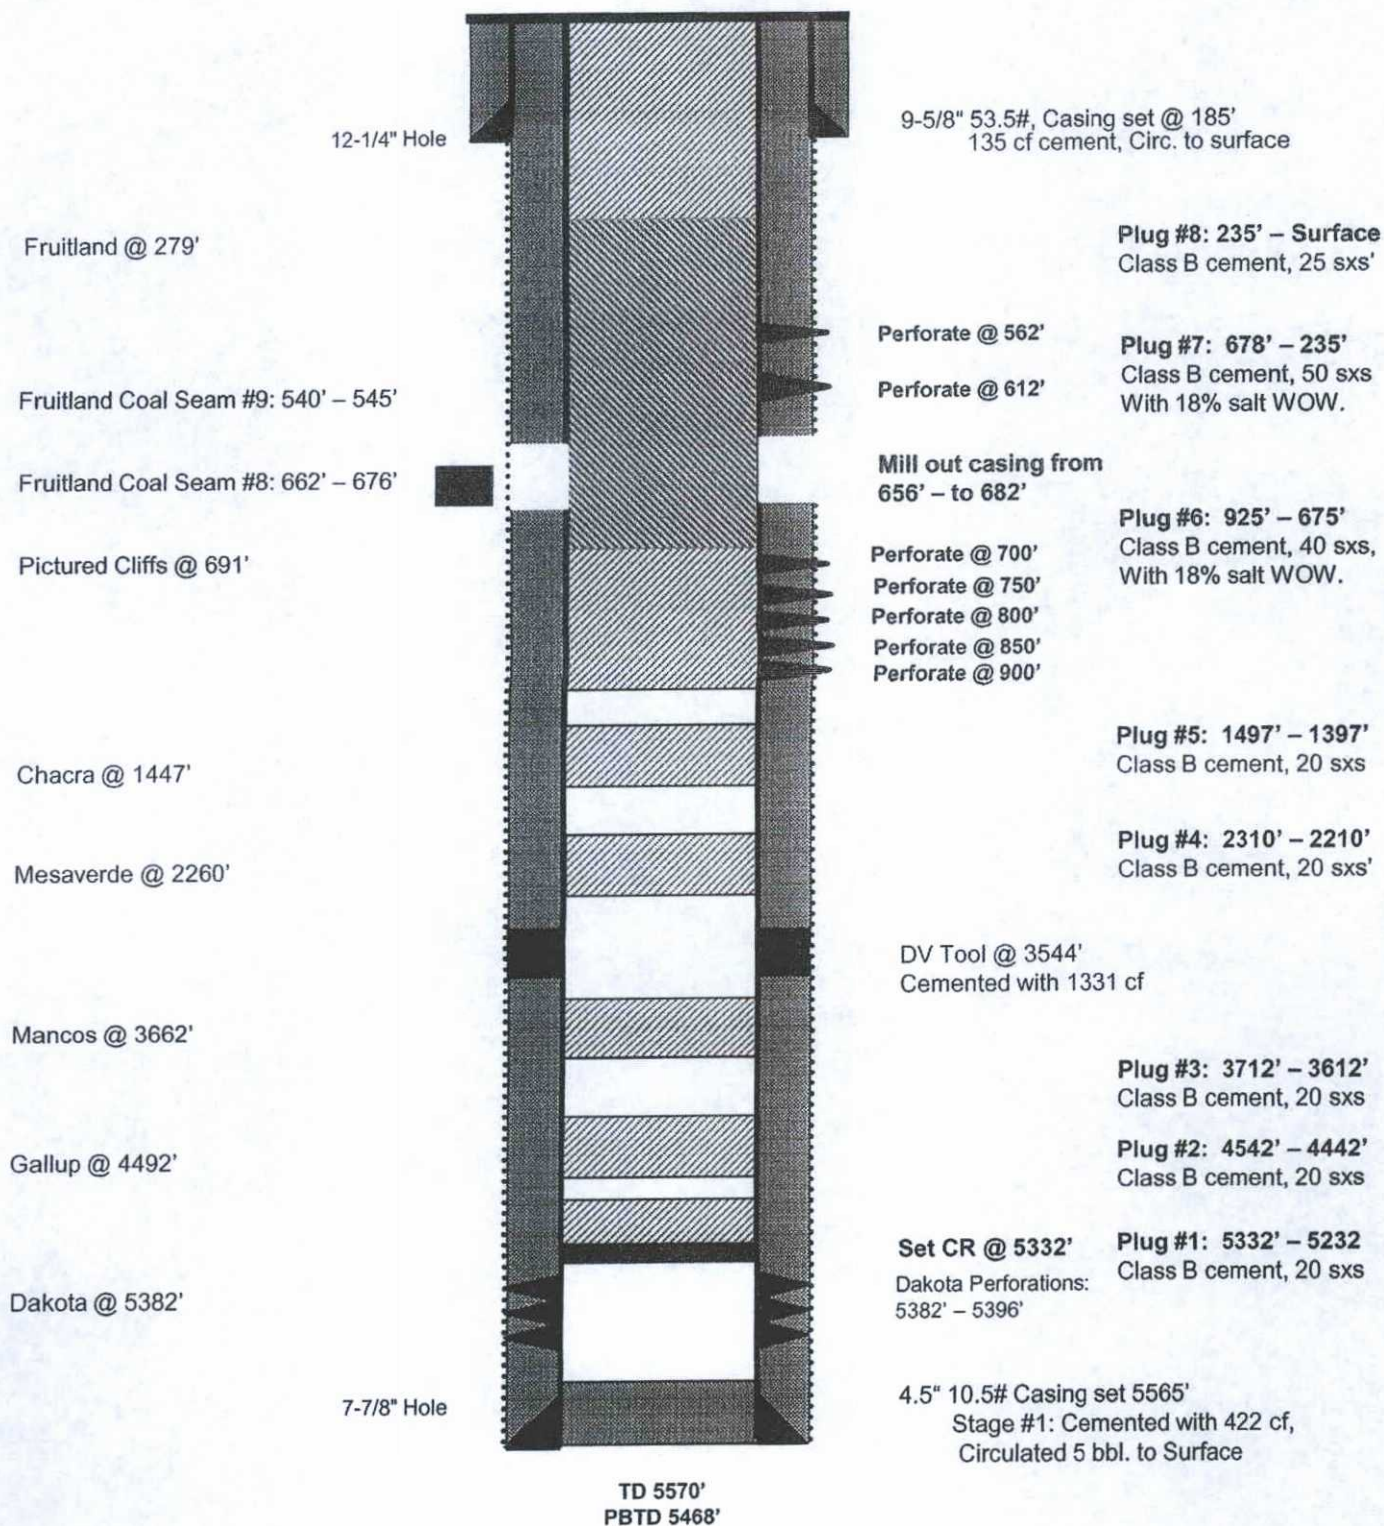 12-1/4" Hole
9-5/8" 53.5#, Casing set @ 185'
135 cf cement, Circ. to surface
Fruitland @ 279'
Plug #8: 235' – Surface
Class B cement, 25 sxs'
Perforate @ 562'
Plug #7: 678' – 235'
Class B cement, 50 sxs
With 18% salt WOW.
Perforate @ 612'
Fruitland Coal Seam #9: 540' – 545'
Mill out casing from
656' – to 682'
Fruitland Coal Seam #8: 662' – 676'
Plug #6: 925' – 675'
Class B cement, 40 sxs,
With 18% salt WOW.
Pictured Cliffs @ 691'
Perforate @ 700'
Perforate @ 750'
Perforate @ 800'
Perforate @ 850'
Perforate @ 900'
Plug #5: 1497' – 1397'
Class B cement, 20 sxs
Chacra @ 1447'
Plug #4: 2310' – 2210'
Class B cement, 20 sxs'
Mesaverde @ 2260'
DV Tool @ 3544'
Cemented with 1331 cf
Mancos @ 3662'
Plug #3: 3712' – 3612'
Class B cement, 20 sxs
Plug #2: 4542' – 4442'
Class B cement, 20 sxs
Gallup @ 4492'
Set CR @ 5332'
Plug #1: 5332' – 5232
Class B cement, 20 sxs
Dakota Perforations:
5382' – 5396'
Dakota @ 5382'
7-7/8" Hole
4.5" 10.5# Casing set 5565'
Stage #1: Cemented with 422 cf,
Circulated 5 bbl. to Surface
TD 5570'
PBTD 5468'